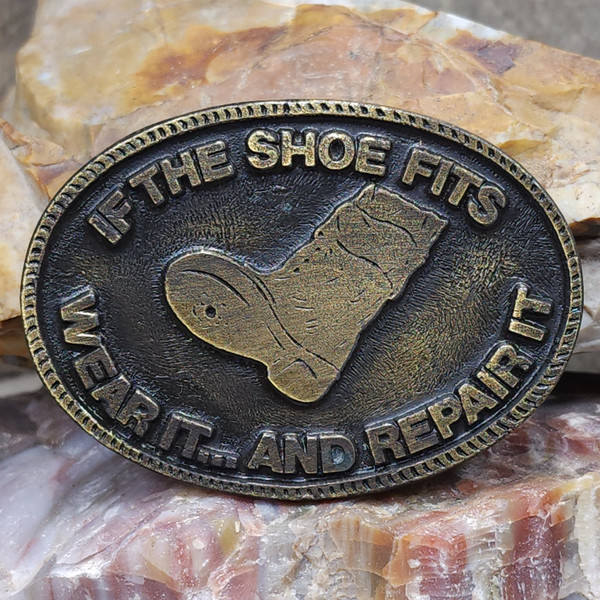 IF THE SHOE FITS
WEAR IT... AND REPAIR IT